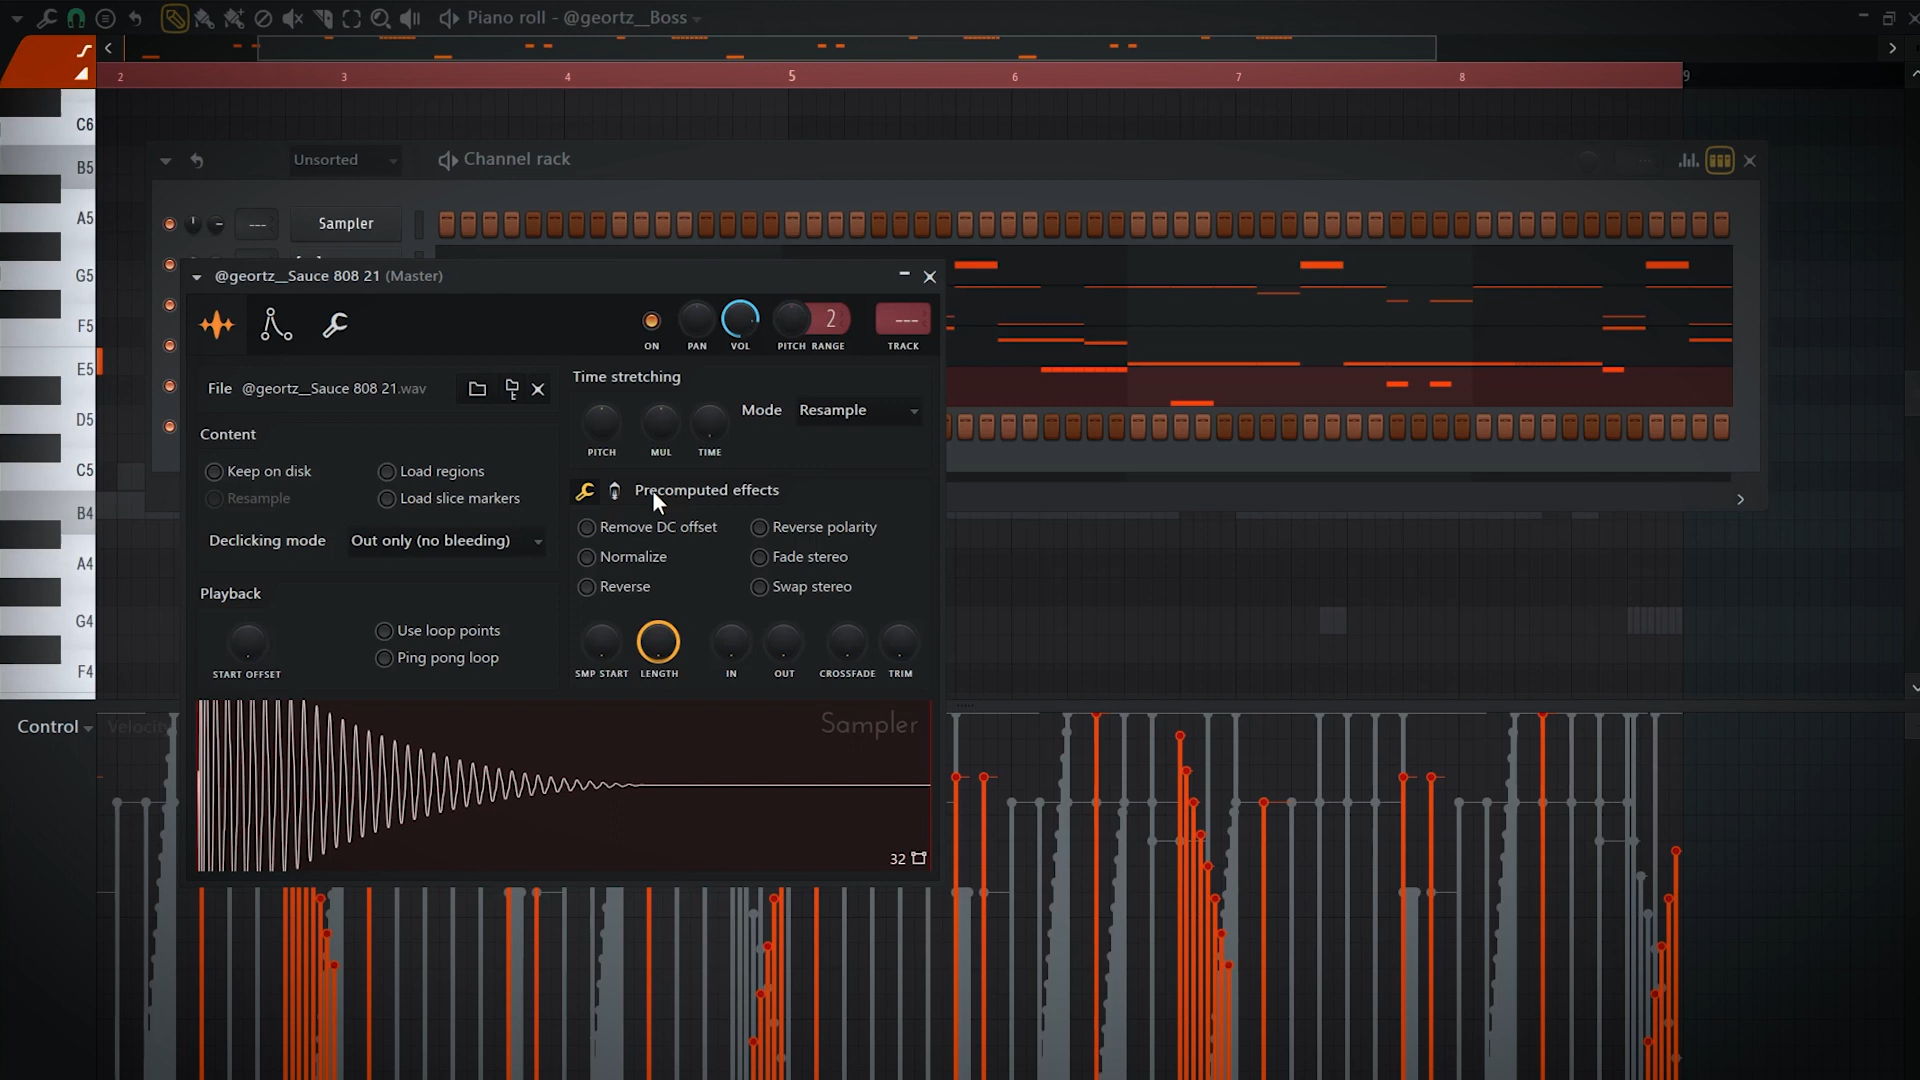 Piano roll - @geortz__Boss
2 3 4 5 6 7 8 9
C6
B5
A5
G5
F5
E5
D5
C5
B4
A4
G4
F4
Unsorted
Channel rack
--- Sampler
@geortz__Sauce 808 21 (Master)
2 ---
ON PAN VOL PITCH RANGE TRACK
File @geortz__Sauce 808 21.wav
Content
Keep on disk
Load regions
Resample
Load slice markers
Declicking mode Out only (no bleeding)
Playback
START OFFSET
Use loop points
Ping pong loop
Time stretching
Mode Resample
PITCH MUL TIME
Precomputed effects
Remove DC offset
Reverse polarity
Normalize
Fade stereo
Reverse
Swap stereo
SMP START LENGTH IN OUT CROSSFADE TRIM
Sampler
32
Control
Velocity